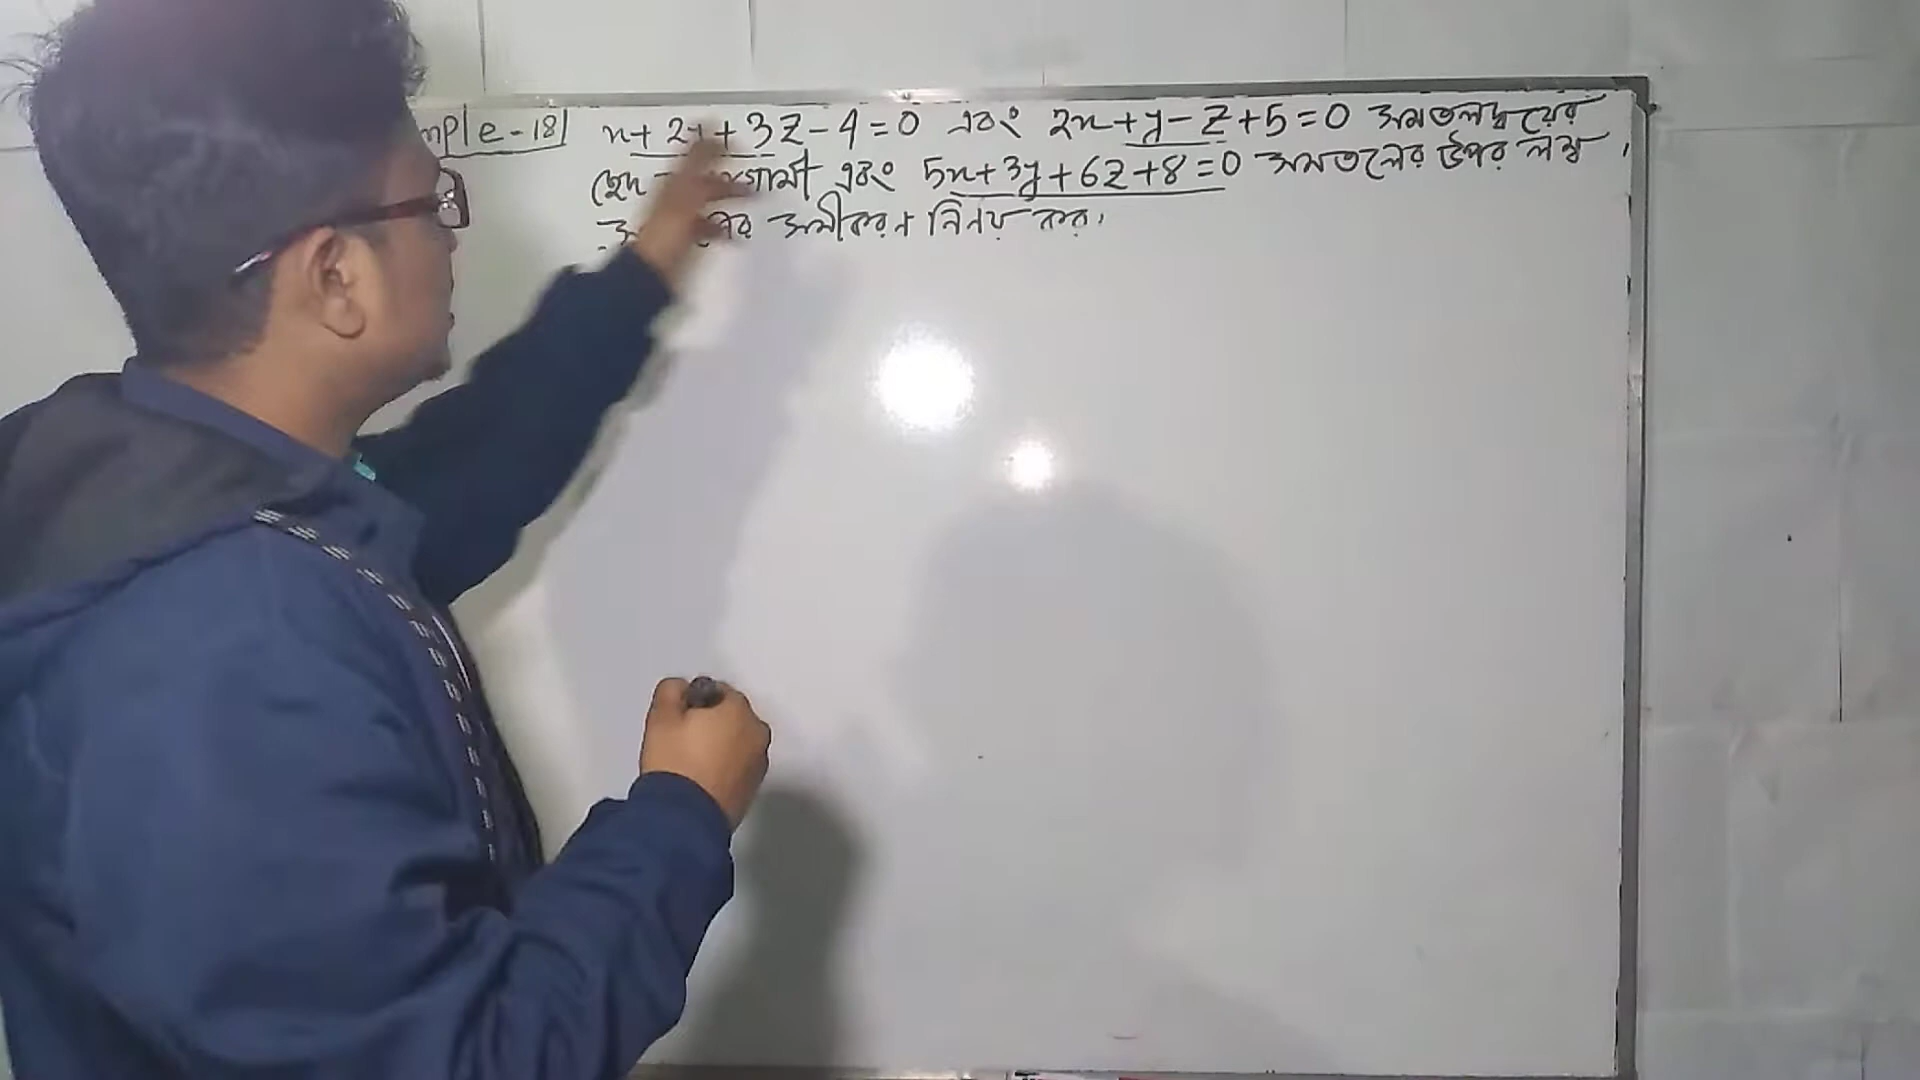 mple-18 x+2y+3z-4=0 এবং 2x+y-z+5=0 সমতলদ্বয়ের
ছেদ গামী এবং 5x+3y+6z+8=0 সমতলের উপর লম্ব
সমীকরণ নির্ণয় কর।